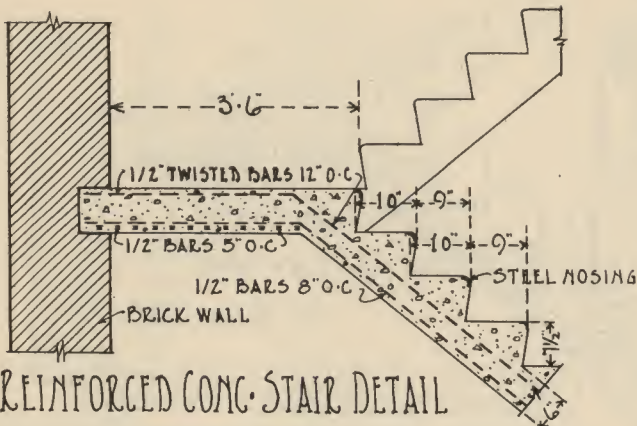 3'-6"
1/2" TWISTED BARS 12" O·C
10" 9"
1/2" BARS 5" O·C
10" 9"
STEEL NOSING
1/2" BARS 8" O·C
BRICK WALL
7 1/2"
6"
REINFORCED CONC· STAIR DETAIL